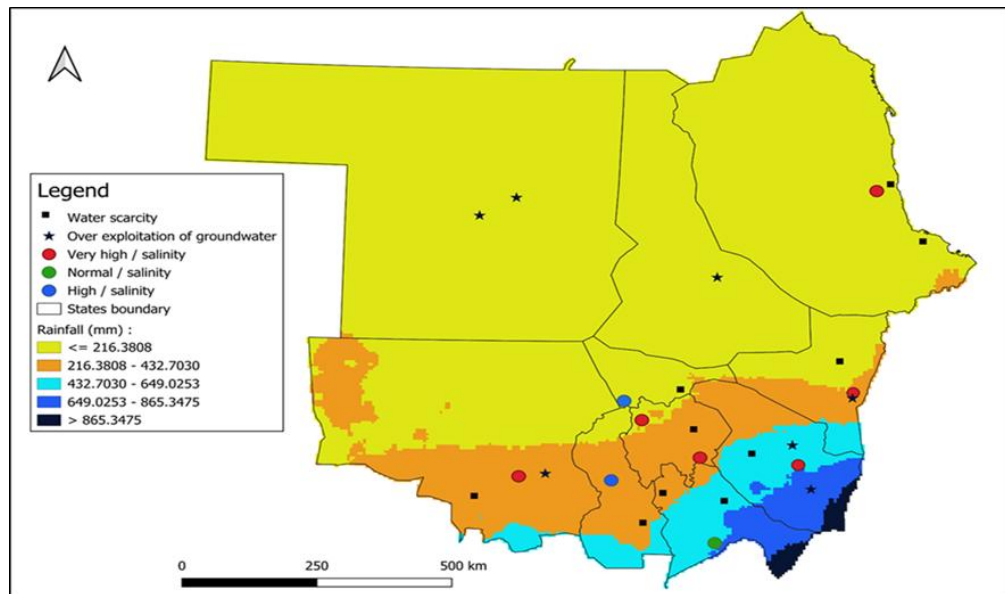 Legend
Water scarcity
Over exploitation of groundwater
Very high / salinity
Normal / salinity
High / salinity
States boundary
Rainfall (mm) :
<= 216.3808
216.3808 - 432.7030
432.7030 - 649.0253
649.0253 - 865.3475
> 865.3475
0 250 500 km